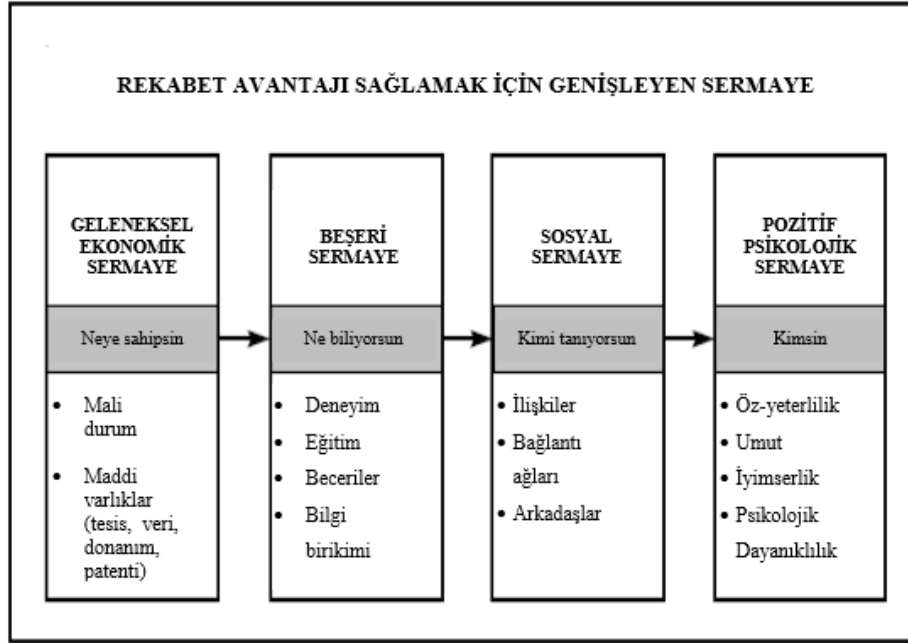 REKABET AVANTAJI SAĞLAMAK İÇİN GENİŞLEYEN SERMAYE
GELENEKSEL
EKONOMİK
SERMAYE
Neye sahipsin
• Mali
durum
• Maddi
varlıklar
(tesis, veri,
donanım,
patenti)
BEŞERİ
SERMAYE
Ne biliyorsun
• Deneyim
• Eğitim
• Beceriler
• Bilgi
birikimi
SOSYAL
SERMAYE
Kimi tanıyorsun
• İlişkiler
• Bağlantı
ağları
• Arkadaşlar
POZİTİF
PSİKOLOJİK
SERMAYE
Kimsin
• Öz-yeterlilik
• Umut
• İyimserlik
• Psikolojik
Dayanıklılık